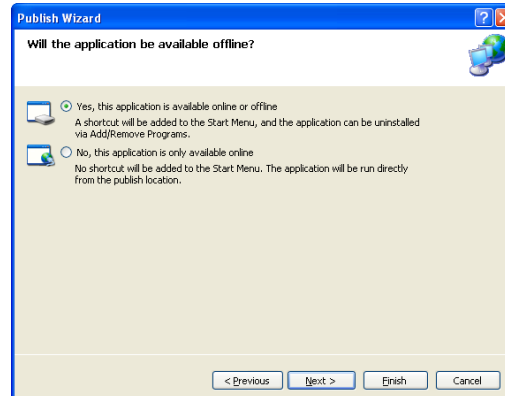 Publish Wizard
Will the application be available offline?
Yes, this application is available online or offline
A shortcut will be added to the Start Menu, and the application can be uninstalled
via Add/Remove Programs.
No, this application is only available online
No shortcut will be added to the Start Menu. The application will be run directly
from the publish location.
< Previous Next > Finish Cancel